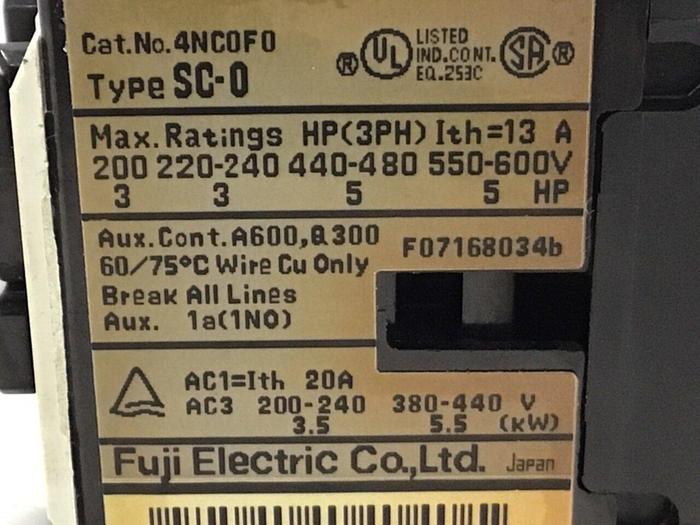 Cat.No.4NC0F0
Type SC-0
® UL LISTED
IND.CONT.
EQ.253C
SA ®
Max.Ratings HP(3PH) Ith=13 A
200 220-240 440-480 550-600V
3 3 5 5 HP
Aux.Cont.A600,Q300
F07168034b
60/75°C Wire Cu Only
Break All Lines
Aux. 1a(1NO)
AC1=Ith 20A
AC3 200-240 380-440 V
3.5 5.5 (kW)
Fuji Electric Co.,Ltd. Japan